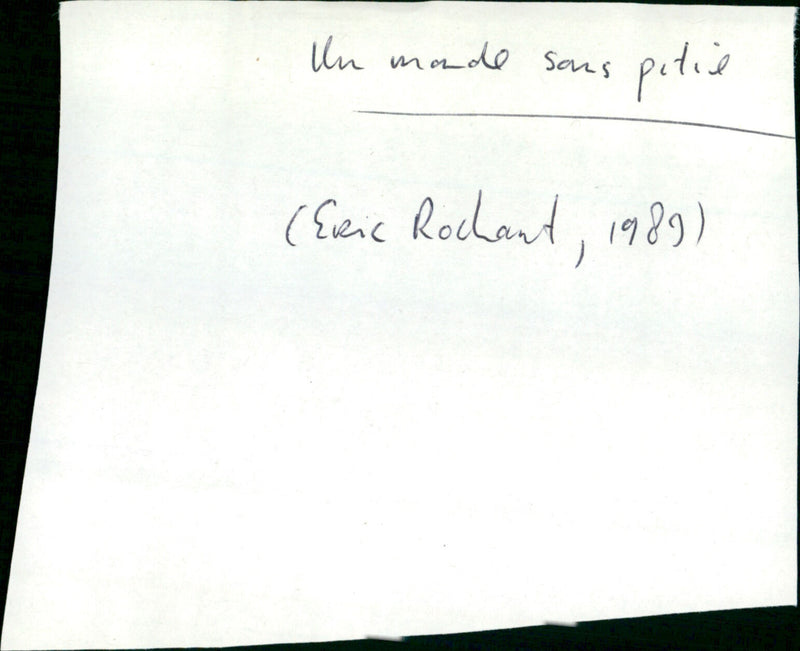 Un monde sans pitié
(Eric Rochant, 1989)